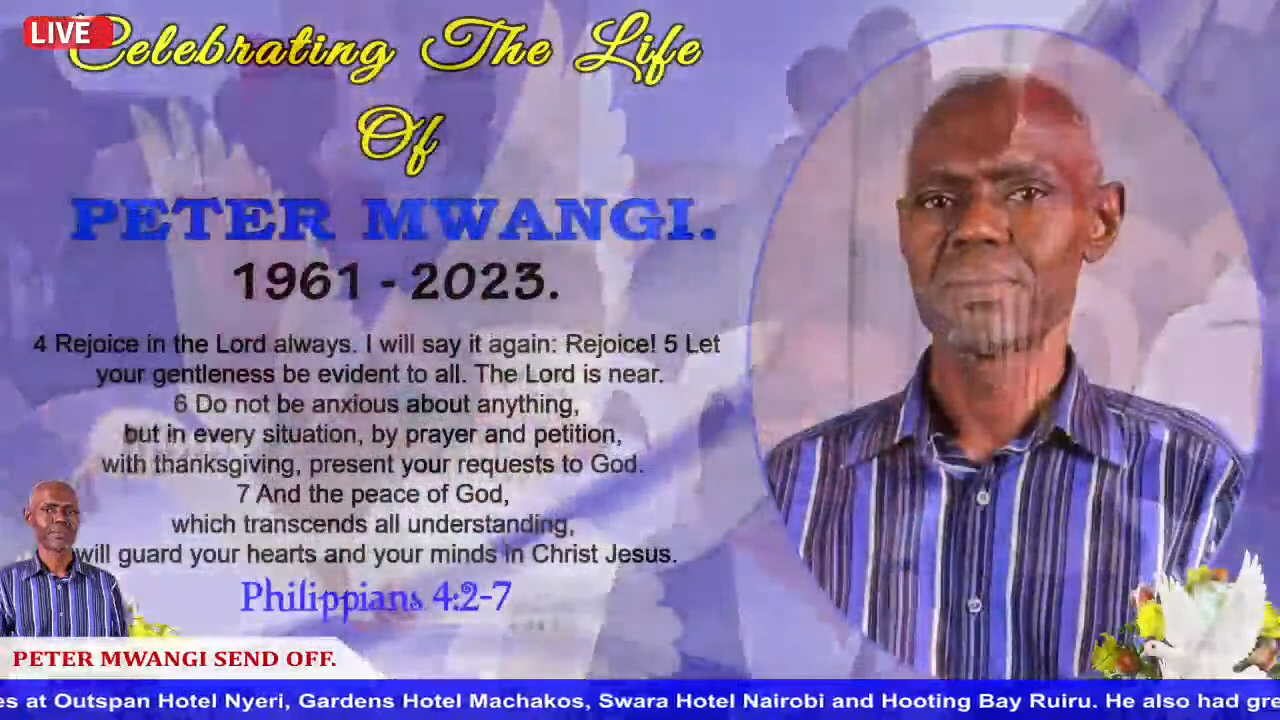 LIVE
Celebrating The Life
Of
PETER MWANGI.
1961 - 2023.
4 Rejoice in the Lord always. I will say it again: Rejoice! 5 Let
your gentleness be evident to all. The Lord is near.
6 Do not be anxious about anything,
but in every situation, by prayer and petition,
with thanksgiving, present your requests to God.
7 And the peace of God,
which transcends all understanding,
will guard your hearts and your minds in Christ Jesus.
Philippians 4:2-7
PETER MWANGI SEND OFF.
at Outspan Hotel Nyeri, Gardens Hotel Machakos, Swara Hotel Nairobi and Hooting Bay Ruiru. He also had